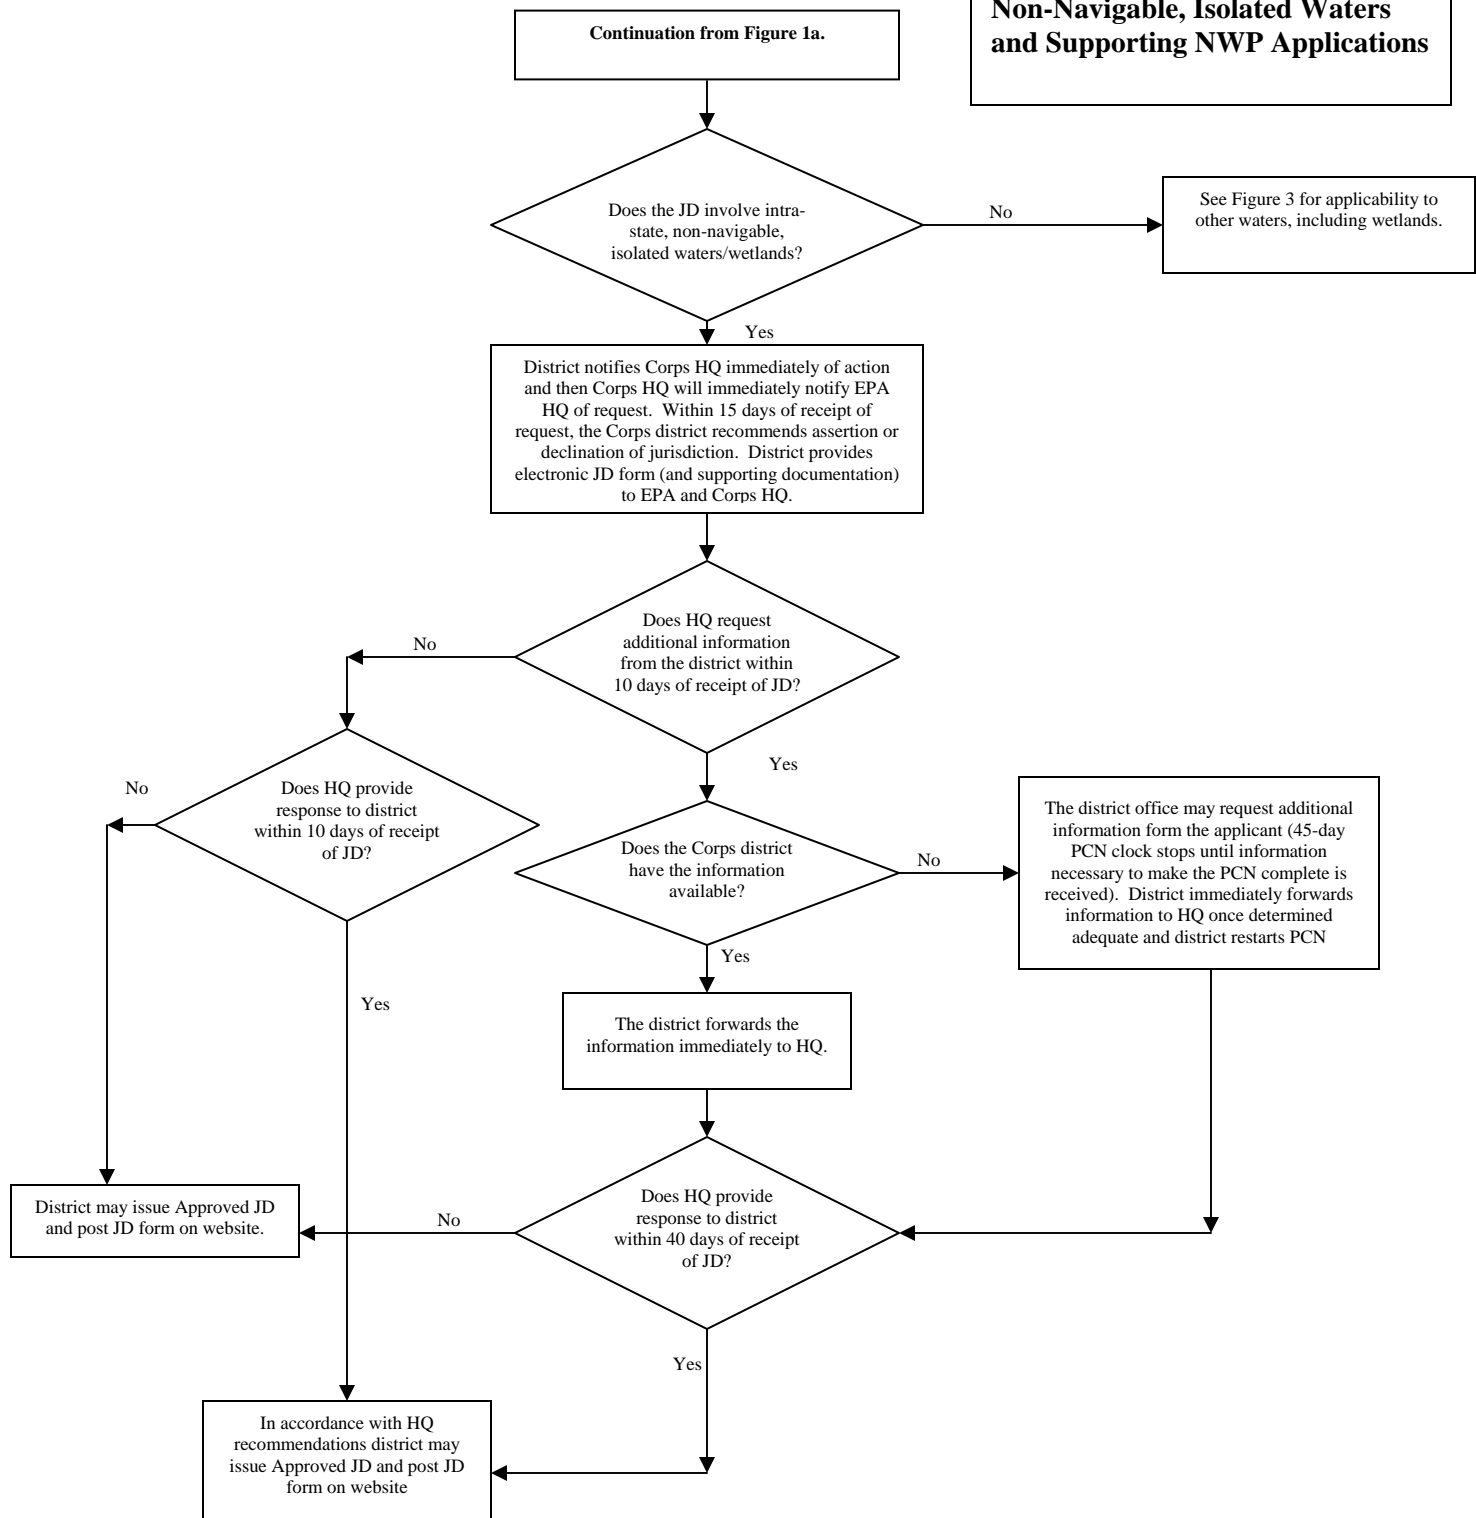 Non-Navigable, Isolated Waters
and Supporting NWP Applications
Continuation from Figure 1a.
Does the JD involve intra-
state, non-navigable,
isolated waters/wetlands?
No
See Figure 3 for applicability to
other waters, including wetlands.
Yes
District notifies Corps HQ immediately of action
and then Corps HQ will immediately notify EPA
HQ of request.  Within 15 days of receipt of
request, the Corps district recommends assertion or
declination of jurisdiction.  District provides
electronic JD form (and supporting documentation)
to EPA and Corps HQ.
Does HQ request
additional information
from the district within
10 days of receipt of JD?
No
Yes
No
Does HQ provide
response to district
within 10 days of receipt
of JD?
Does the Corps district
have the information
available?
No
The district office may request additional
information form the applicant (45-day
PCN clock stops until information
necessary to make the PCN complete is
received).  District immediately forwards
information to HQ once determined
adequate and district restarts PCN
Yes
Yes
The district forwards the
information immediately to HQ.
District may issue Approved JD
and post JD form on website.
No
Does HQ provide
response to district
within 40 days of receipt
of JD?
Yes
In accordance with HQ
recommendations district may
issue Approved JD and post JD
form on website